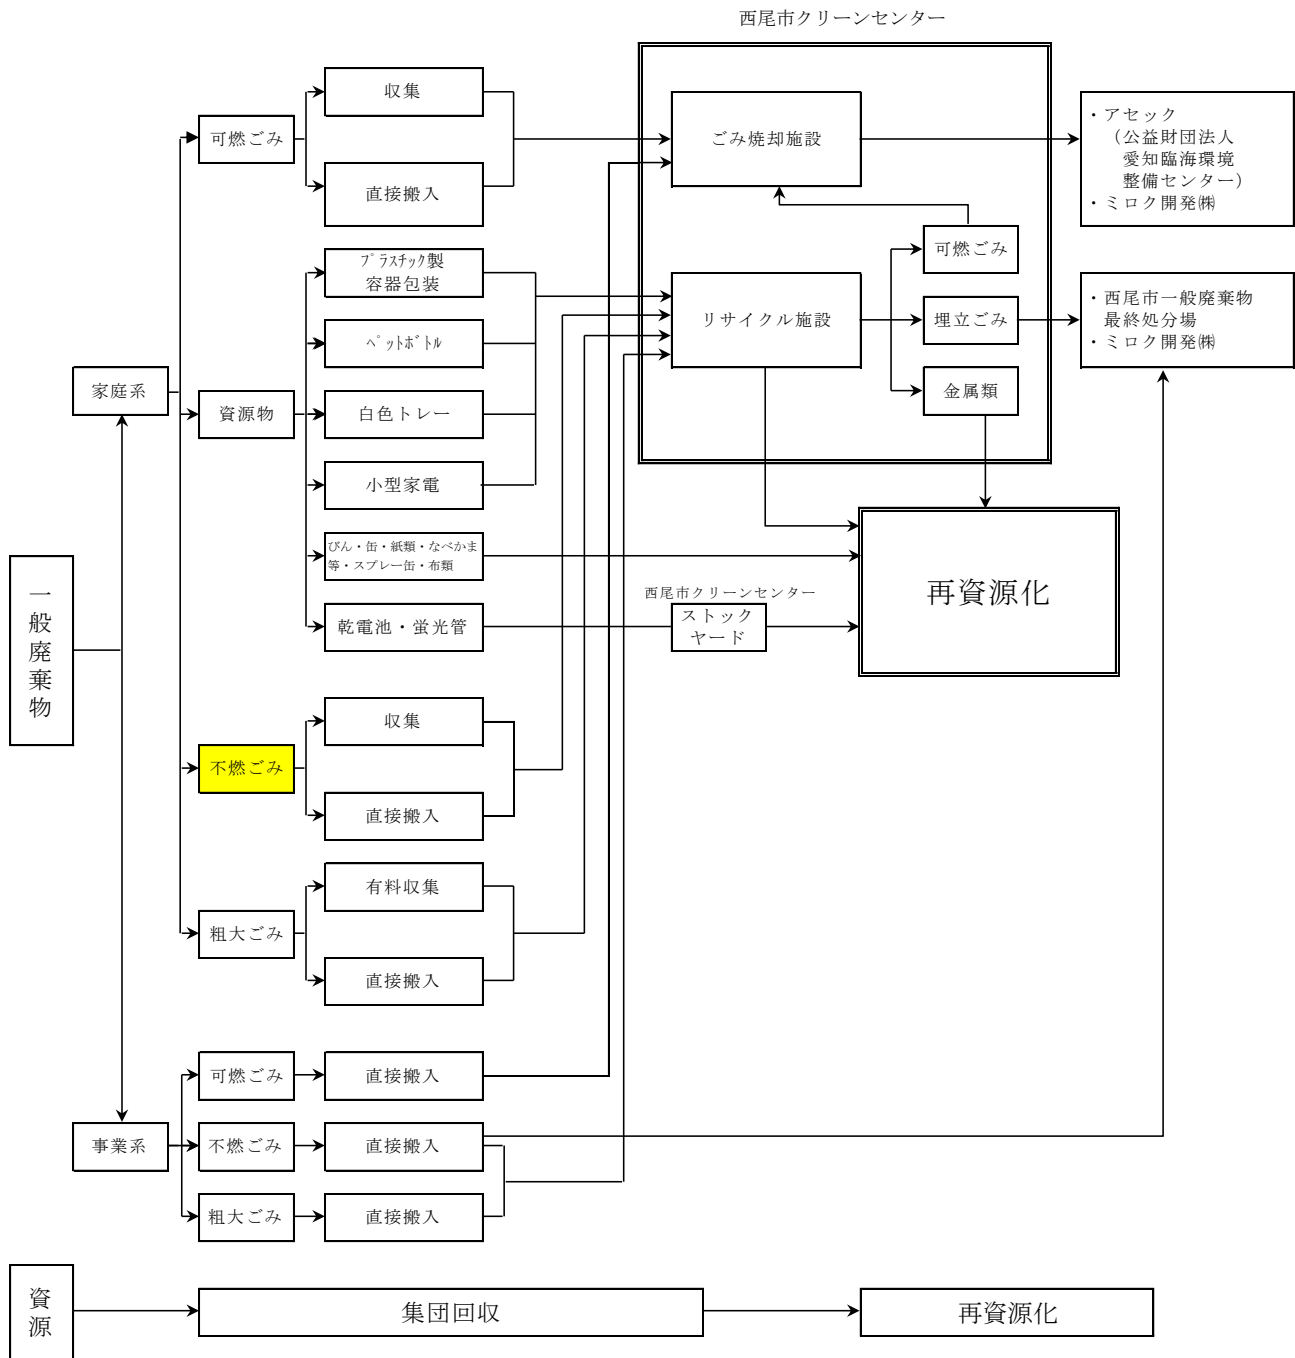 西尾市クリーンセンター
収集
可燃ごみ
直接搬入
ごみ焼却施設
・アセック
（公益財団法人
愛知臨海環境
整備センター）
・ミロク開発㈱
プラスチック製
容器包装
ペットボトル
白色トレー
小型家電
びん・缶・紙類・なべかま
等・スプレー缶・布類
乾電池・蛍光管
家庭系
資源物
リサイクル施設
可燃ごみ
埋立ごみ
金属類
・西尾市一般廃棄物
最終処分場
・ミロク開発㈱
西尾市クリーンセンター
ストック
ヤード
再資源化
一般廃棄物
収集
不燃ごみ
直接搬入
有料収集
粗大ごみ
直接搬入
可燃ごみ
直接搬入
事業系
不燃ごみ
直接搬入
粗大ごみ
直接搬入
資源
集団回収
再資源化